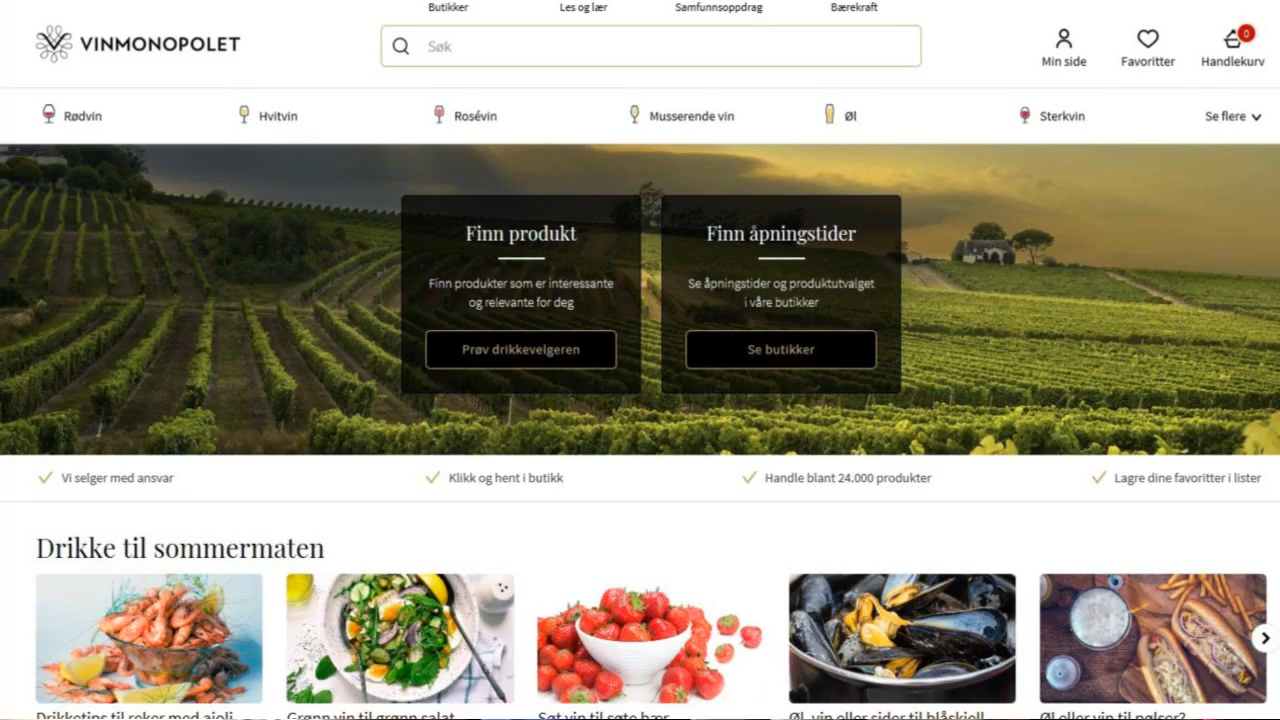 Butikker
Les og lær
Samfunnsoppdrag
Bærekraft
VINMONOPOLET
Søk
Min side
Favoritter
0
Handlekurv
Rødvin
Hvitvin
Rosévin
Musserende vin
Øl
Sterkvin
Se flere
Finn produkt
Finn produkter som er interessante
og relevante for deg
Prøv drikkevelgeren
Finn åpningstider
Se åpningstider og produktutvalget
i våre butikker
Se butikker
Vi selger med ansvar
Klikk og hent i butikk
Handle blant 24.000 produkter
Lagre dine favoritter i lister
Drikke til sommermaten
Drikketips til reker med aioli
Grønn vin til grønn salat
Søt vin til søte bær
Øl, vin eller sider til blåskjell
Øl eller vin til pølser?